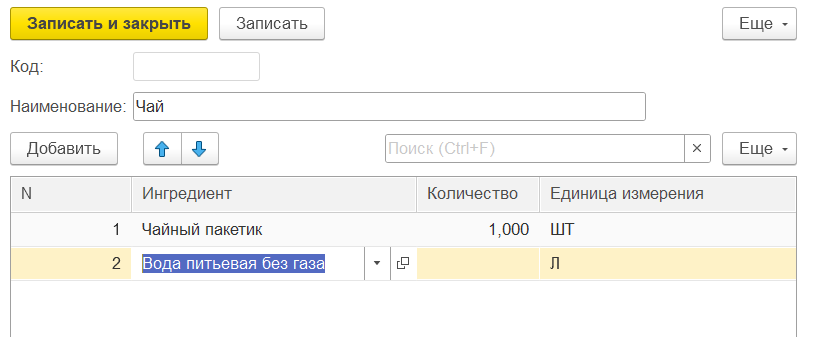 Записать и закрыть Записать Еще
Код:
Наименование: Чай
Добавить Поиск (Ctrl+F) × Еще
N Ингредиент Количество Единица измерения
1 Чайный пакетик 1,000 ШТ
2 Вода питьевая без газа Л